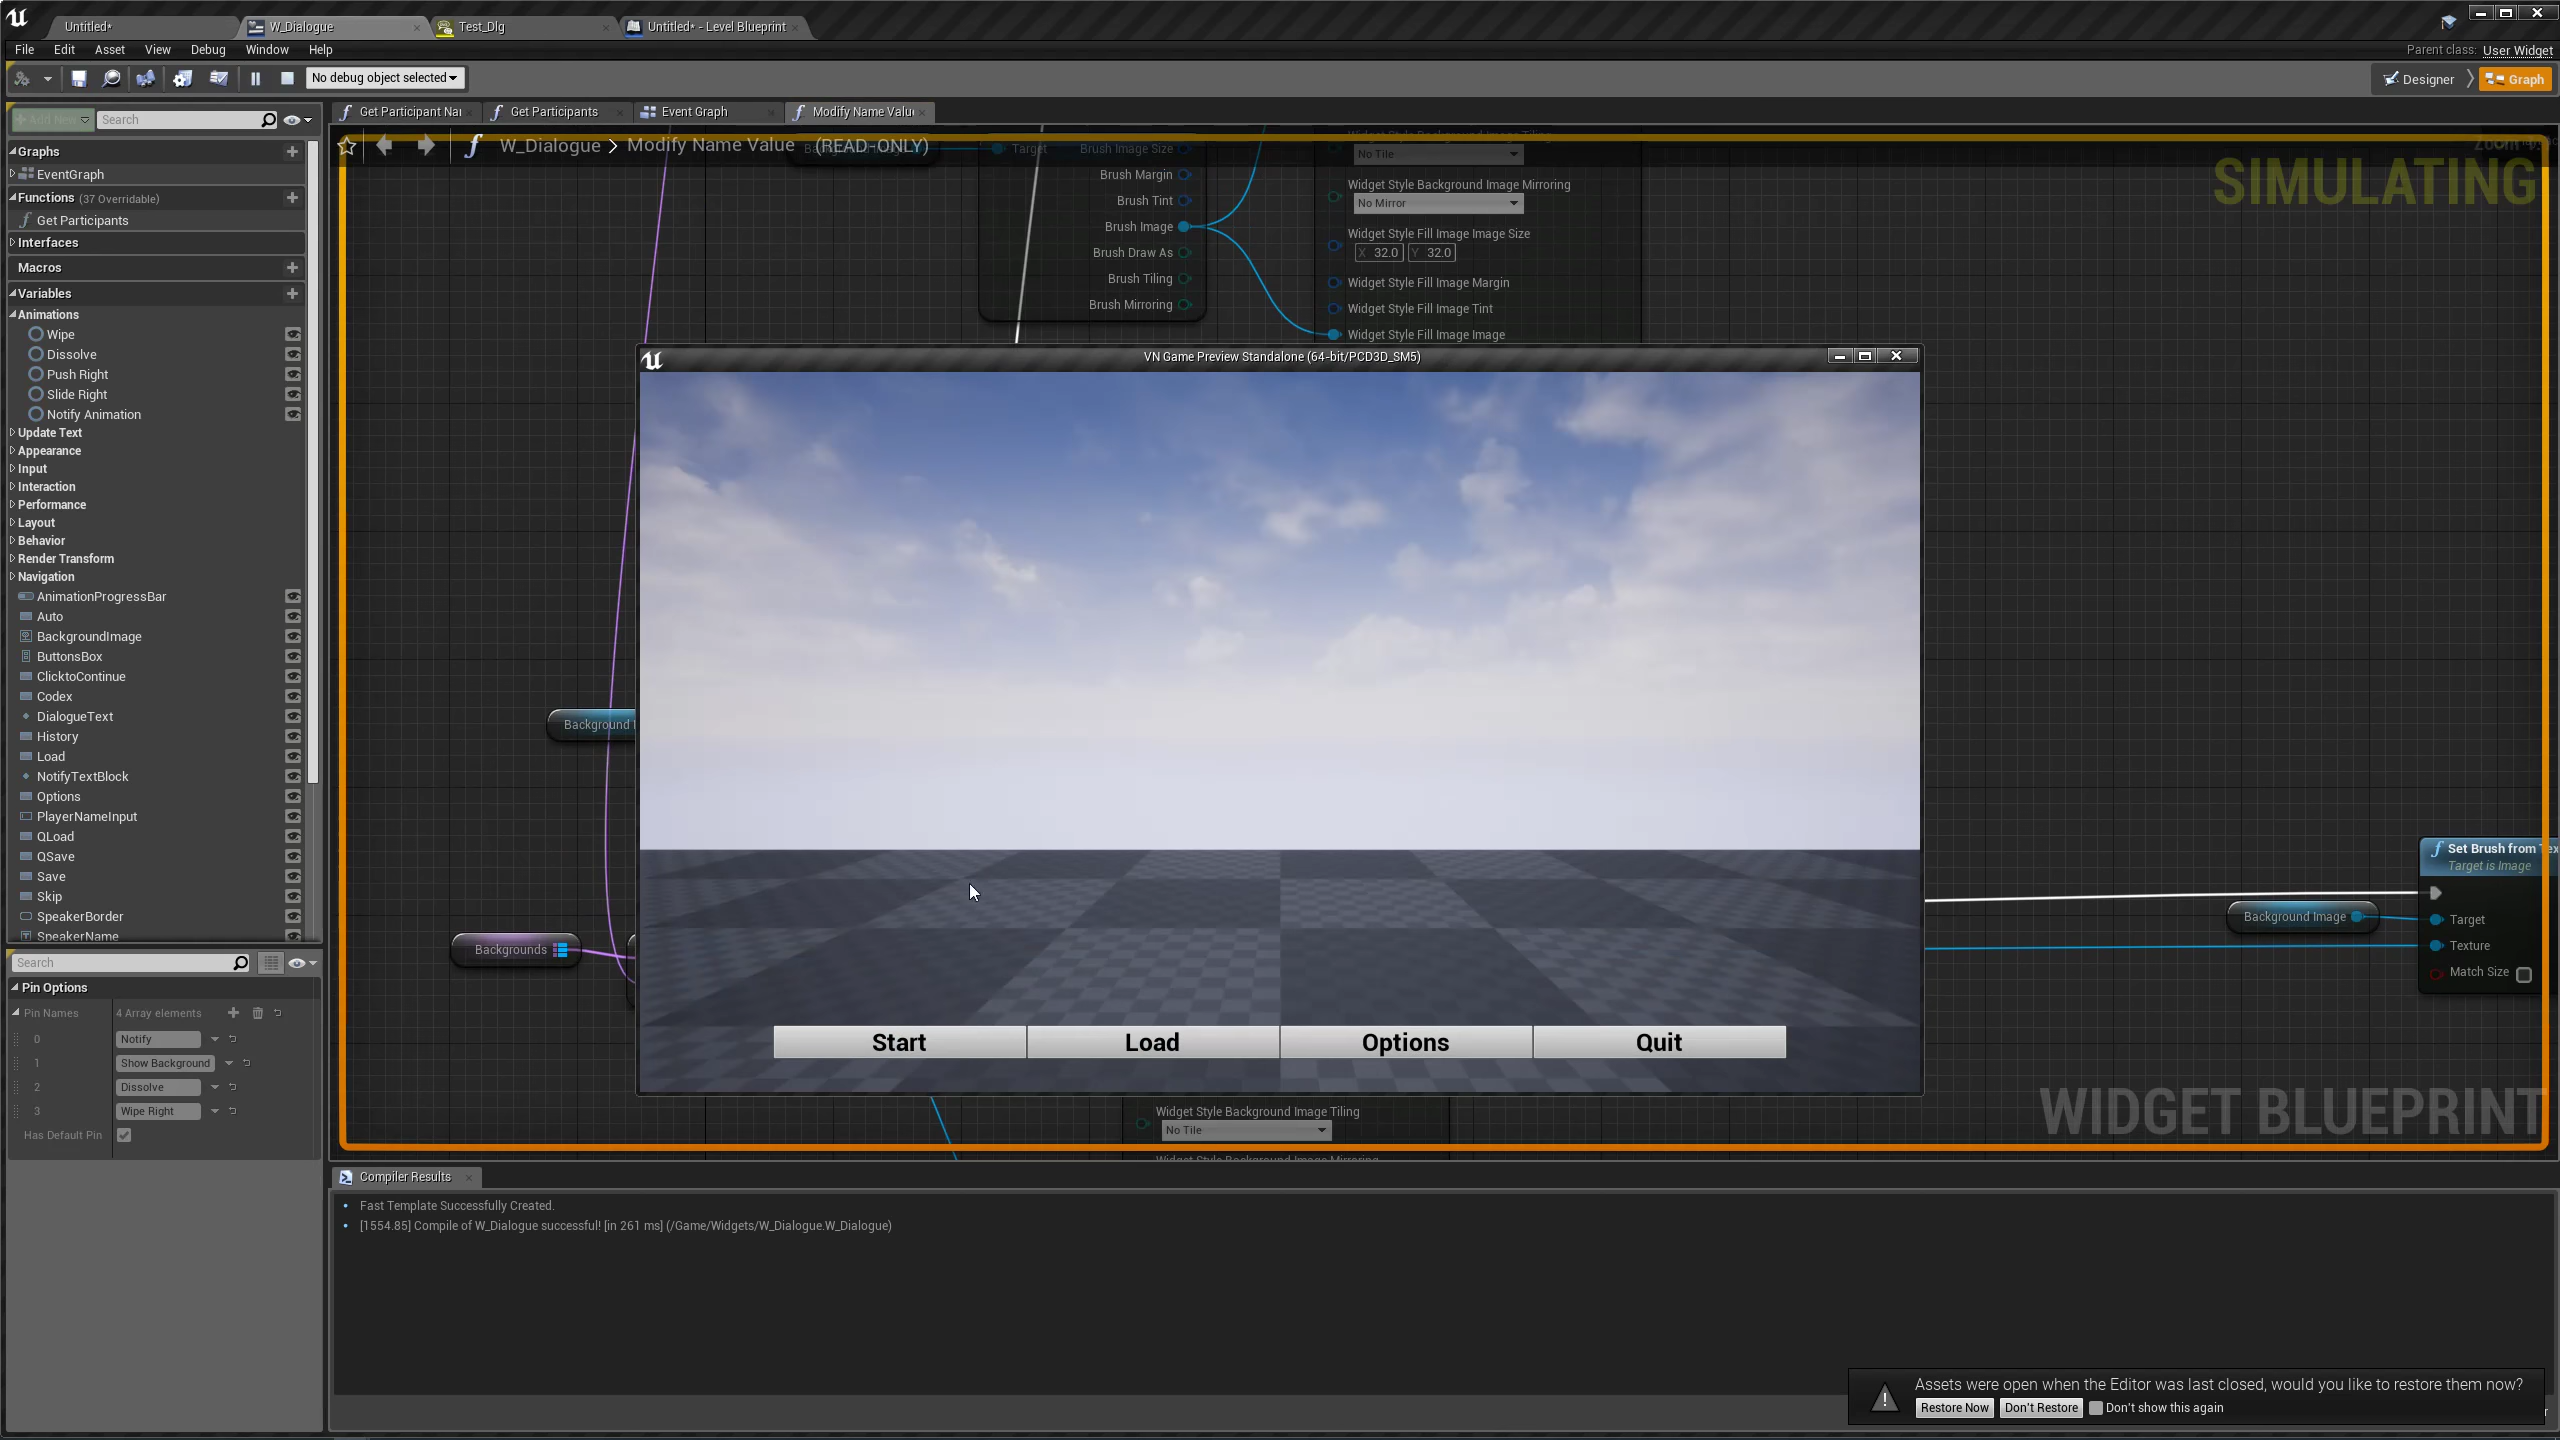 Untitled*
W_Dialogue
Test_Dlg
Untitled* - Level Blueprint
File Edit Asset View Debug Window Help
Parent class: User Widget
No debug object selected
Designer
Graph
Add New
Search
Get Participant Nai
Get Participants
Event Graph
Modify Name Value
W_Dialogue > Modify Name Value (READ-ONLY)
SIMULATING
Graphs
EventGraph
Functions (37 Overridable)
Get Participants
Interfaces
Macros
Variables
Animations
Wipe
Dissolve
Push Right
Slide Right
Notify Animation
Update Text
Appearance
Input
Interaction
Performance
Layout
Behavior
Render Transform
Navigation
AnimationProgressBar
Auto
BackgroundImage
ButtonsBox
ClicktoContinue
Codex
DialogueText
History
Load
NotifyTextBlock
Options
PlayerNameInput
QLoad
QSave
Save
Skip
SpeakerBorder
SpeakerName
Search
Pin Options
Pin Names 4 Array elements
0 Notify
1 Show Background
2 Dissolve
3 Wipe Right
Has Default Pin
Target Brush Image Size
Brush Margin
Brush Tint
Brush Image
Brush Draw As
Brush Tiling
Brush Mirroring
Widget Style Background Image Tiling
No Tile
Widget Style Background Image Mirroring
No Mirror
Widget Style Fill Image Image Size
X 32.0 Y 32.0
Widget Style Fill Image Margin
Widget Style Fill Image Tint
Widget Style Fill Image Image
VN Game Preview Standalone (64-bit/PCD3D_SM5)
Start
Load
Options
Quit
Background I
Backgrounds
Background Image
Set Brush from Tex
Target is Image
Target
Texture
Match Size
Widget Style Background Image Tiling
No Tile
Widget Style Background Image Mirroring
WIDGET BLUEPRINT
Compiler Results
Fast Template Successfully Created.
[1554.85] Compile of W_Dialogue successful! [in 261 ms] (/Game/Widgets/W_Dialogue.W_Dialogue)
Assets were open when the Editor was last closed, would you like to restore them now?
Restore Now
Don't Restore
Don't show this again